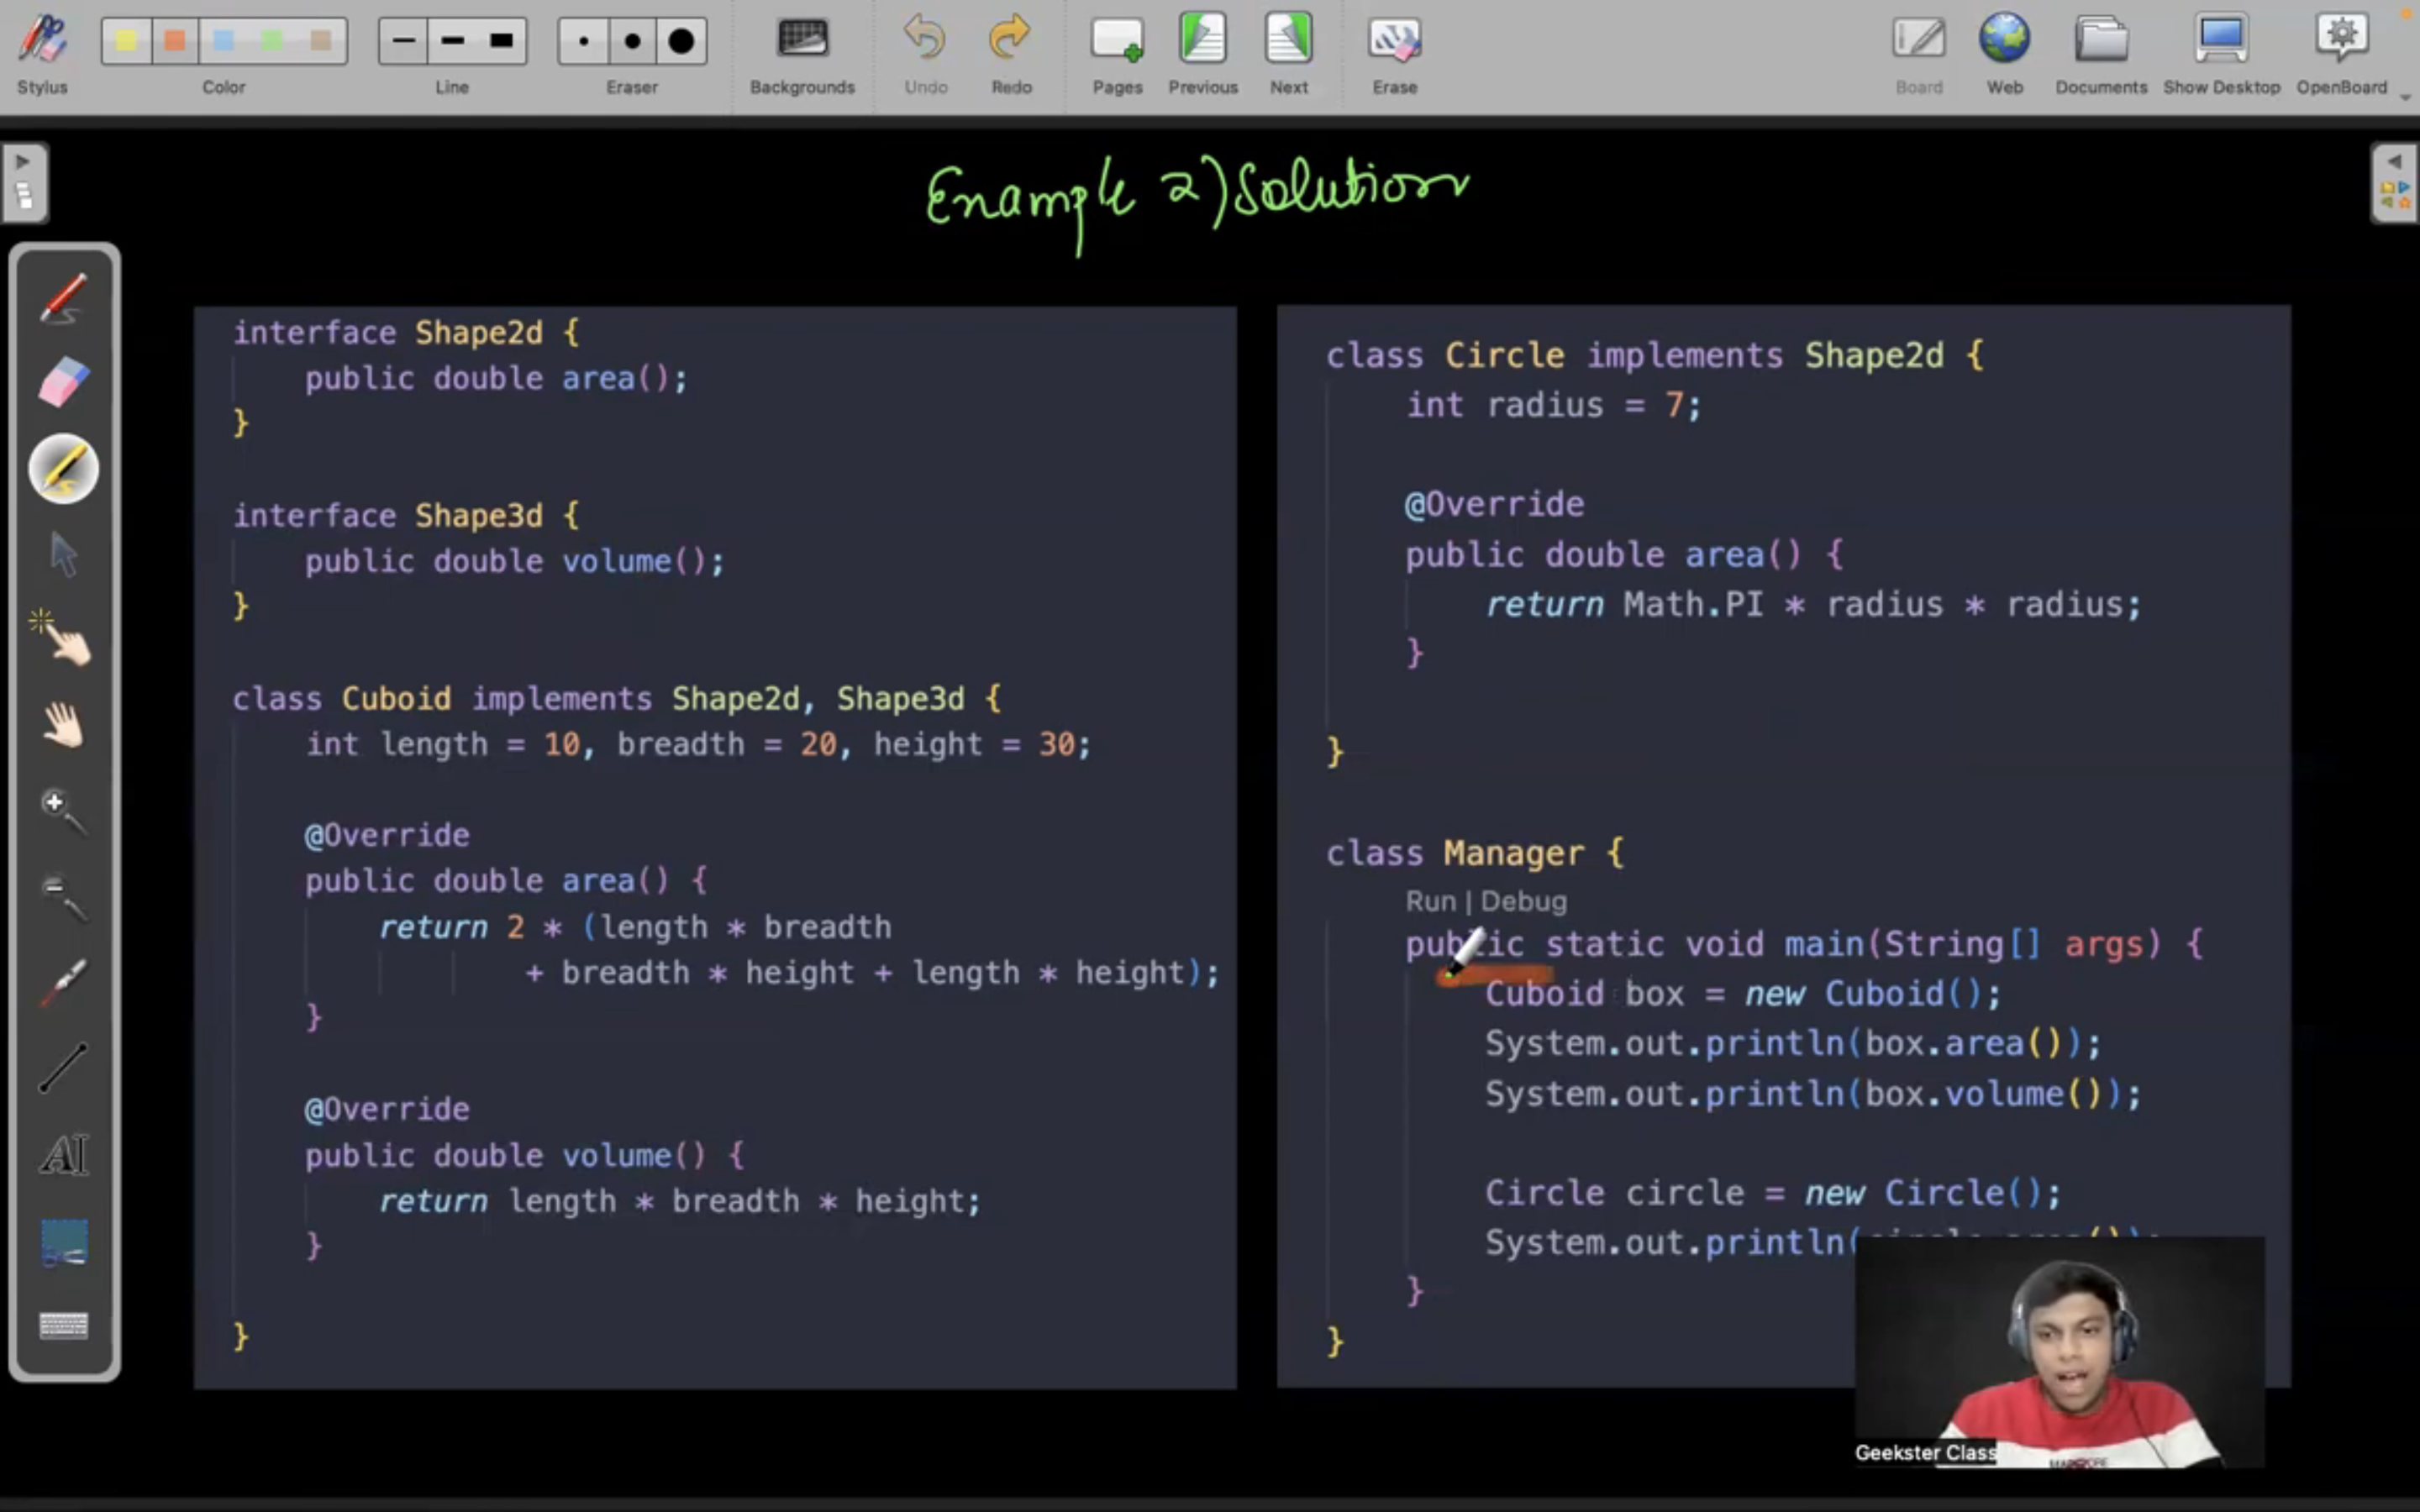 Stylus
Color
Line
Eraser
Backgrounds
Undo
Redo
Pages
Previous
Next
Erase
Board
Web
Documents
Show Desktop
OpenBoard
Example 2) Solution
interface Shape2d {
public double area();
}
interface Shape3d {
public double volume();
}
class Cuboid implements Shape2d, Shape3d {
int length = 10, breadth = 20, height = 30;
@Override
public double area() {
return 2 * (length * breadth
+ breadth * height + length * height);
}
@Override
public double volume() {
return length * breadth * height;
}
}
class Circle implements Shape2d {
int radius = 7;
@Override
public double area() {
return Math.PI * radius * radius;
}
}
class Manager {
Run | Debug
public static void main(String[] args) {
Cuboid box = new Cuboid();
System.out.println(box.area());
System.out.println(box.volume());
Circle circle = new Circle();
System.out.println(
}
}
AI
Geekster Class